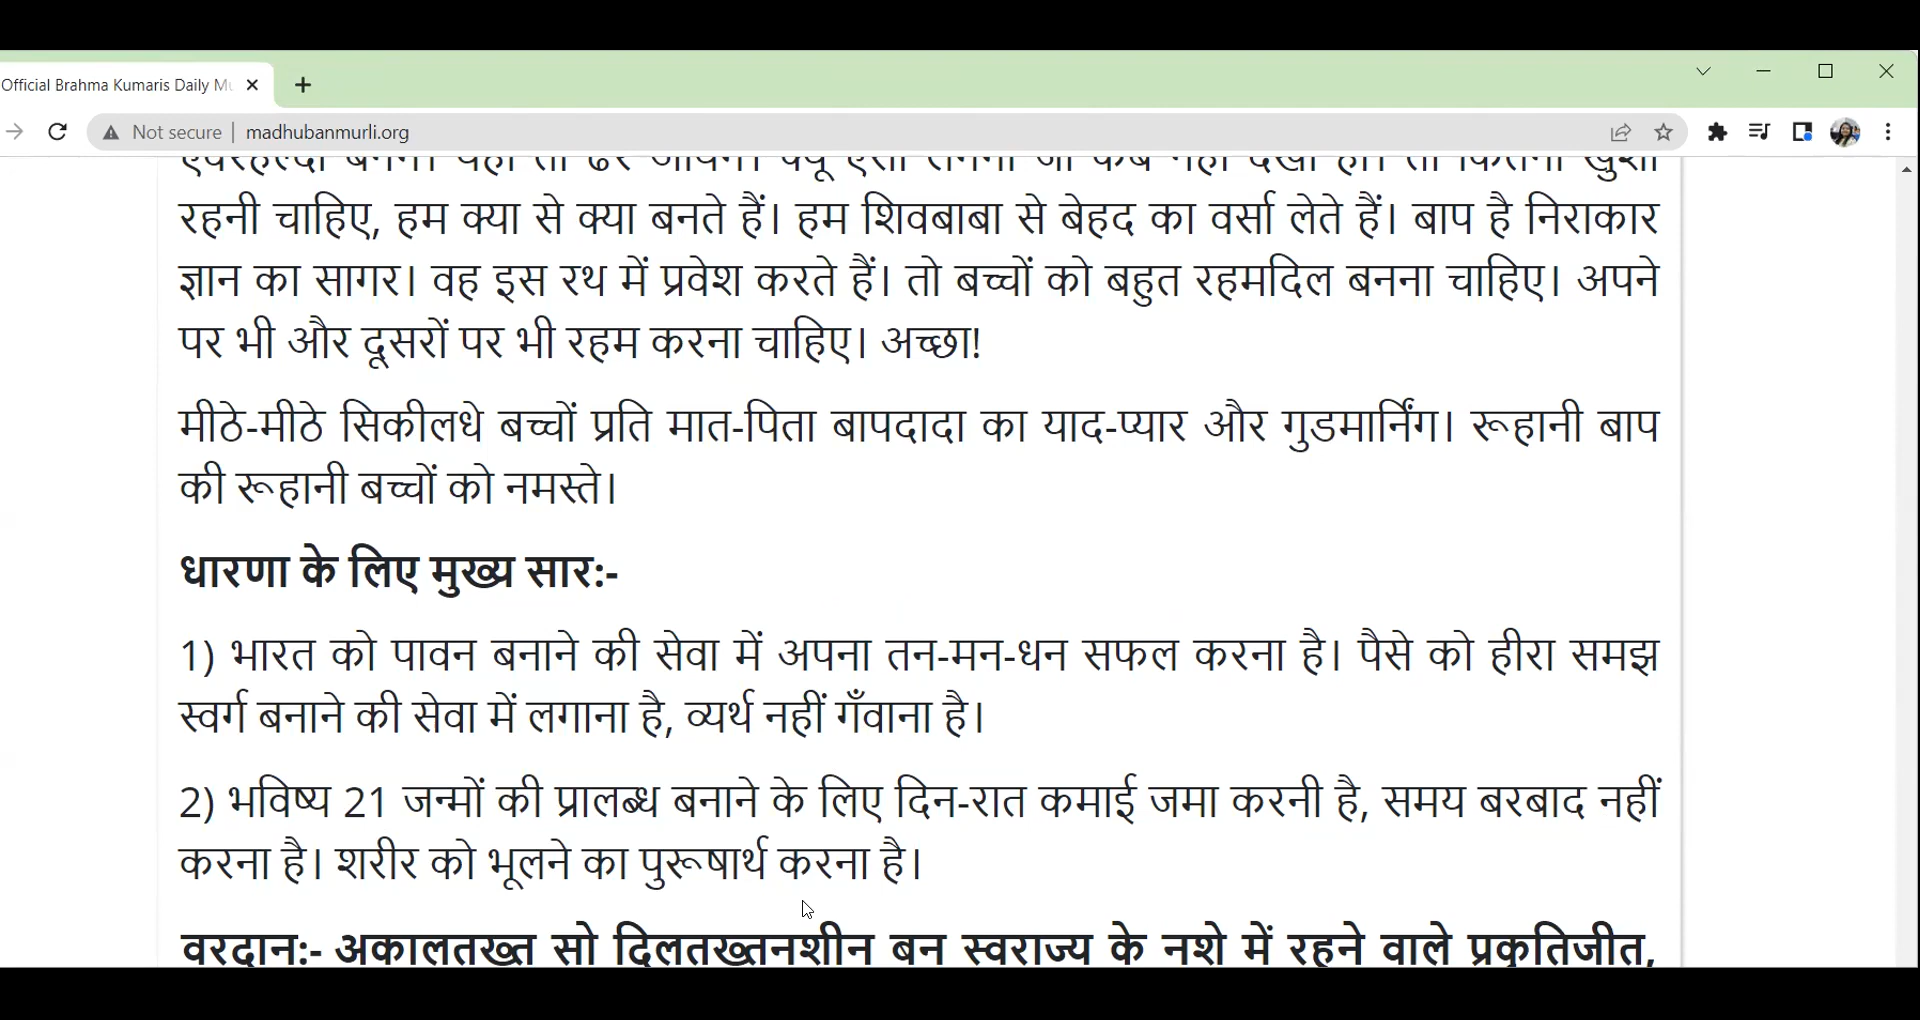 Official Brahma Kumaris Daily Mu
Not secure | madhubanmurli.org
रहनी चाहिए, हम क्या से क्या बनते हैं। हम शिवबाबा से बेहद का वर्सा लेते हैं। बाप है निराकार
ज्ञान का सागर। वह इस रथ में प्रवेश करते हैं। तो बच्चों को बहुत रहमदिल बनना चाहिए। अपने
पर भी और दूसरों पर भी रहम करना चाहिए। अच्छा!
मीठे-मीठे सिकीलधे बच्चों प्रति मात-पिता बापदादा का याद-प्यार और गुडमार्निंग। रूहानी बाप
की रूहानी बच्चों को नमस्ते।
धारणा के लिए मुख्य सार:-
1) भारत को पावन बनाने की सेवा में अपना तन-मन-धन सफल करना है। पैसे को हीरा समझ
स्वर्ग बनाने की सेवा में लगाना है, व्यर्थ नहीं गँवाना है।
2) भविष्य 21 जन्मों की प्रालब्ध बनाने के लिए दिन-रात कमाई जमा करनी है, समय बरबाद नहीं
करना है। शरीर को भूलने का पुरूषार्थ करना है।
वरदान:- अकालतख्त सो दिलतख्तनशीन बन स्वराज्य के नशे में रहने वाले प्रकृतिजीत,